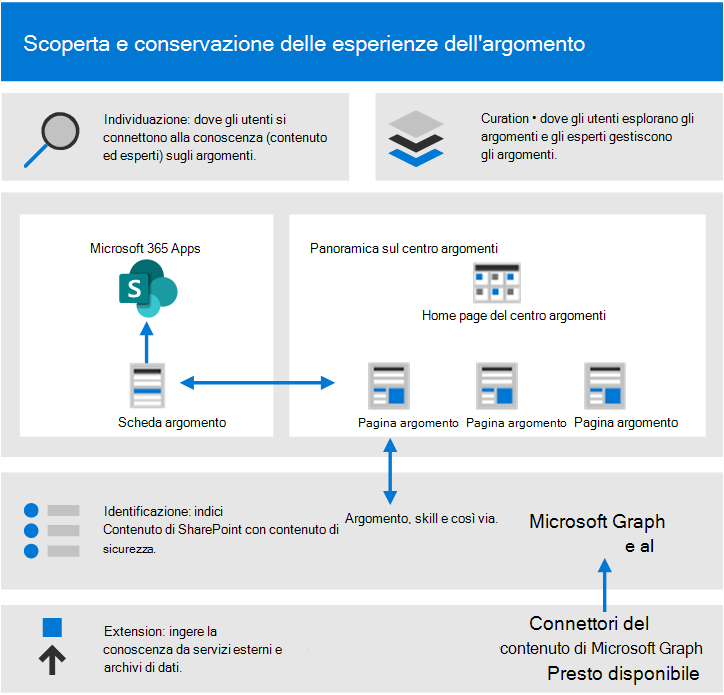 Scoperta e conservazione delle esperienze dell'argomento
Individuazione: dove gli utenti si
connettono alla conoscenza (contenuto
ed esperti) sugli argomenti.
Curation • dove gli utenti esplorano gli
argomenti e gli esperti gestiscono
gli argomenti.
Microsoft 365 Apps
S
Scheda argomento
Panoramica sul centro argomenti
Home page del centro argomenti
Pagina argomento
Pagina argomento
Pagina argomento
Identificazione: indici
Contenuto di SharePoint con contenuto di
sicurezza.
Argomento, skill e così via.
Microsoft Graph
e al
Extension: ingere la
conoscenza da servizi esterni e
archivi di dati.
Connettori del
contenuto di Microsoft Graph
Presto disponibile